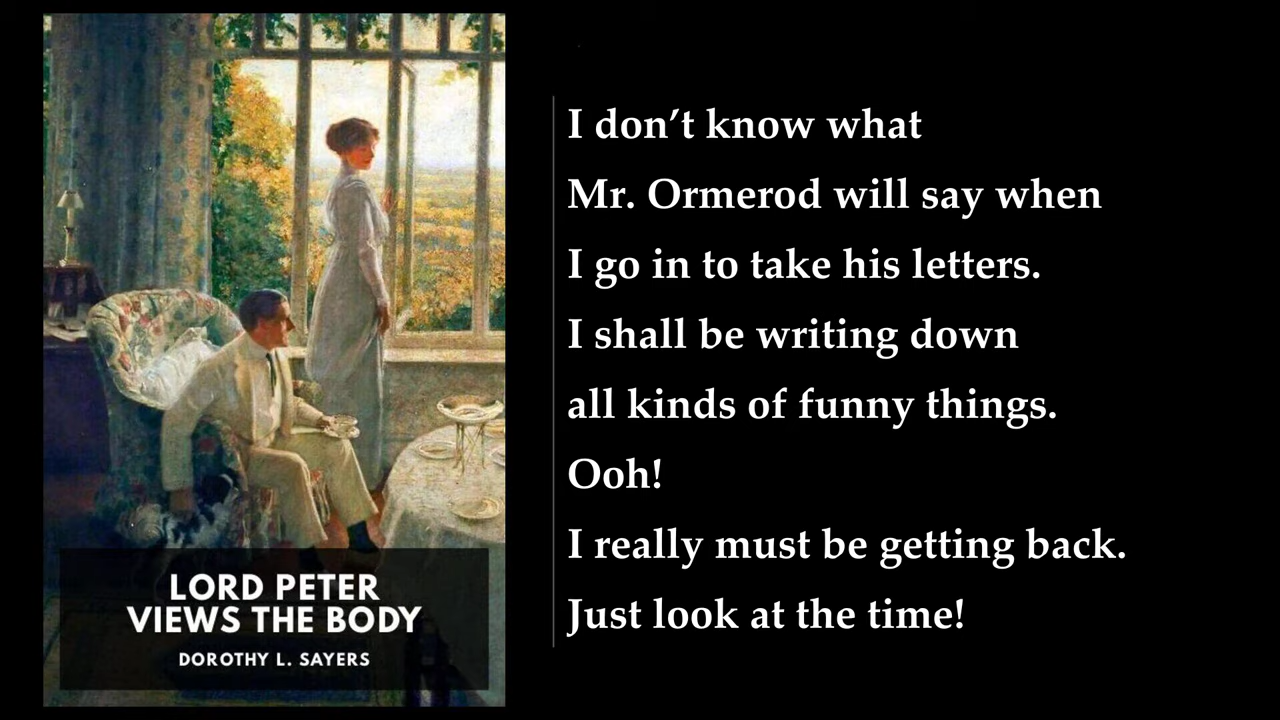 LORD PETER
VIEWS THE BODY
DOROTHY L. SAYERS
I don’t know what
Mr. Ormerod will say when
I go in to take his letters.
I shall be writing down
all kinds of funny things.
Ooh!
I really must be getting back.
Just look at the time!